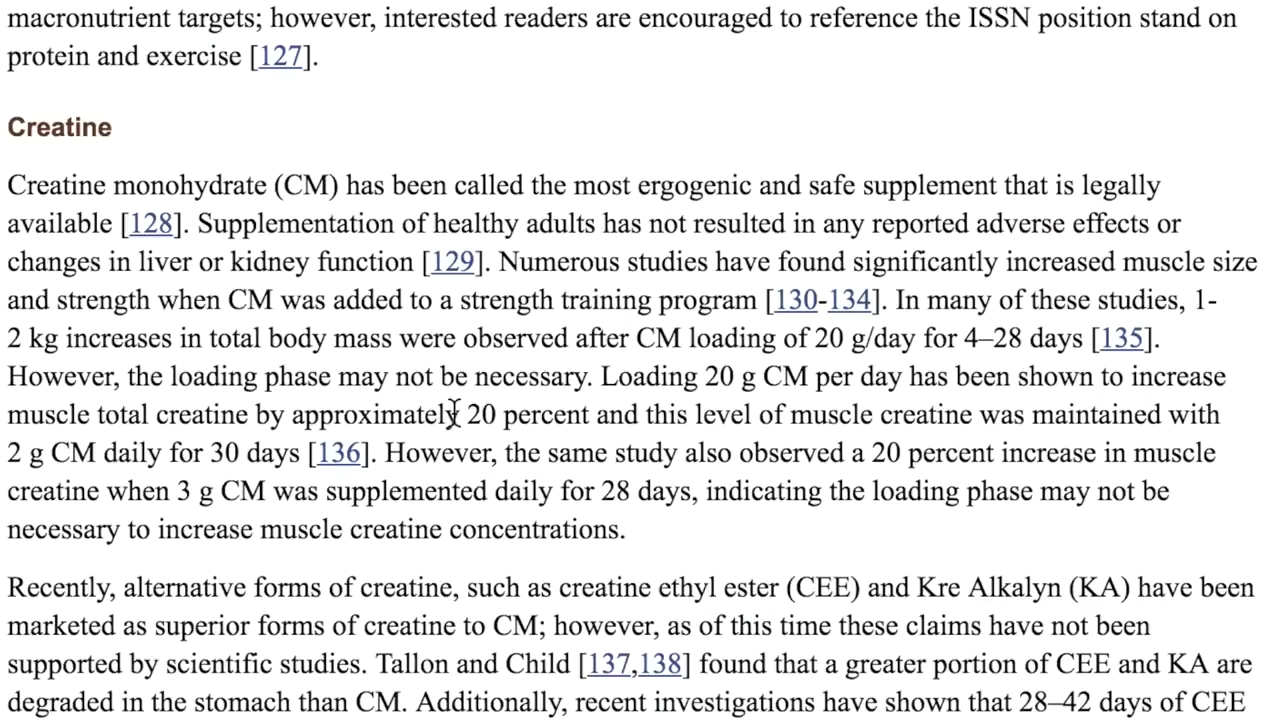 macronutrient targets; however, interested readers are encouraged to reference the ISSN position stand on
protein and exercise [127].
Creatine
Creatine monohydrate (CM) has been called the most ergogenic and safe supplement that is legally
available [128]. Supplementation of healthy adults has not resulted in any reported adverse effects or
changes in liver or kidney function [129]. Numerous studies have found significantly increased muscle size
and strength when CM was added to a strength training program [130-134]. In many of these studies, 1-
2 kg increases in total body mass were observed after CM loading of 20 g/day for 4–28 days [135].
However, the loading phase may not be necessary. Loading 20 g CM per day has been shown to increase
muscle total creatine by approximately 20 percent and this level of muscle creatine was maintained with
2 g CM daily for 30 days [136]. However, the same study also observed a 20 percent increase in muscle
creatine when 3 g CM was supplemented daily for 28 days, indicating the loading phase may not be
necessary to increase muscle creatine concentrations.
Recently, alternative forms of creatine, such as creatine ethyl ester (CEE) and Kre Alkalyn (KA) have been
marketed as superior forms of creatine to CM; however, as of this time these claims have not been
supported by scientific studies. Tallon and Child [137,138] found that a greater portion of CEE and KA are
degraded in the stomach than CM. Additionally, recent investigations have shown that 28–42 days of CEE